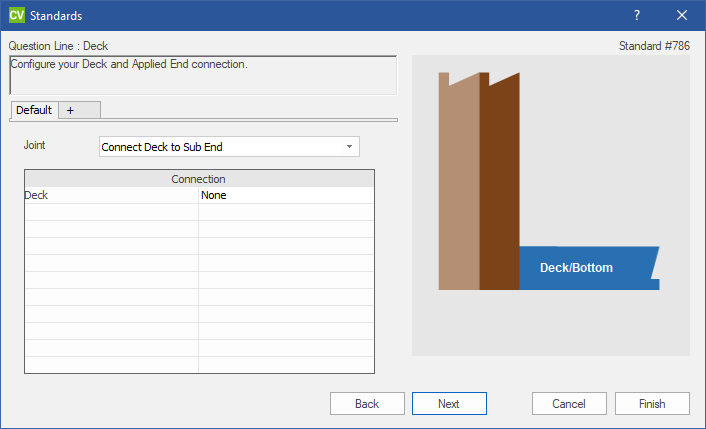 CV Standards ?
Question Line : Deck Standard #786
Configure your Deck and Applied End connection.
Default +
Joint Connect Deck to Sub End
Connection
Deck None
Deck/Bottom
Back Next Cancel Finish